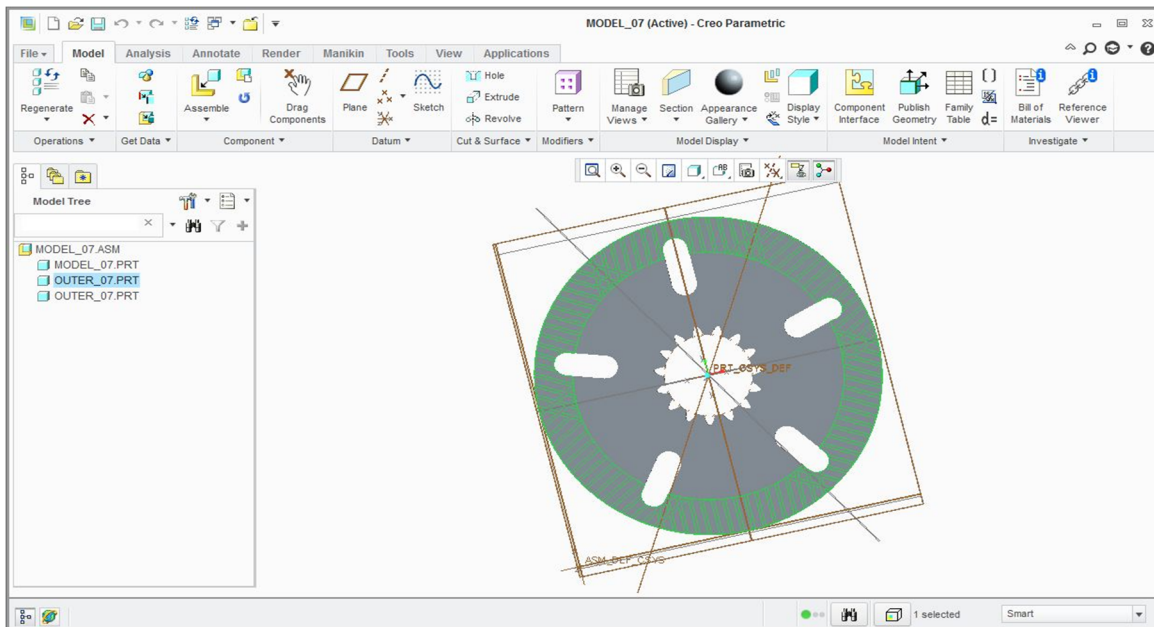 MODEL_07 (Active) - Creo Parametric
File Model Analysis Annotate Render Manikin Tools View Applications
Regenerate
Assemble
Drag Components
Plane
Sketch
Hole
Extrude
Revolve
Pattern
Manage Views
Section
Appearance Gallery
Display Style
Component Interface
Publish Geometry
Family Table
d=
Bill of Materials
Reference Viewer
Operations Get Data Component Datum Cut & Surface Modifiers Model Display Model Intent Investigate
Model Tree
MODEL_07.ASM
MODEL_07.PRT
OUTER_07.PRT
OUTER_07.PRT
PRT_CSYS_DEF
ASM_DEF_CSYS
1 selected
Smart